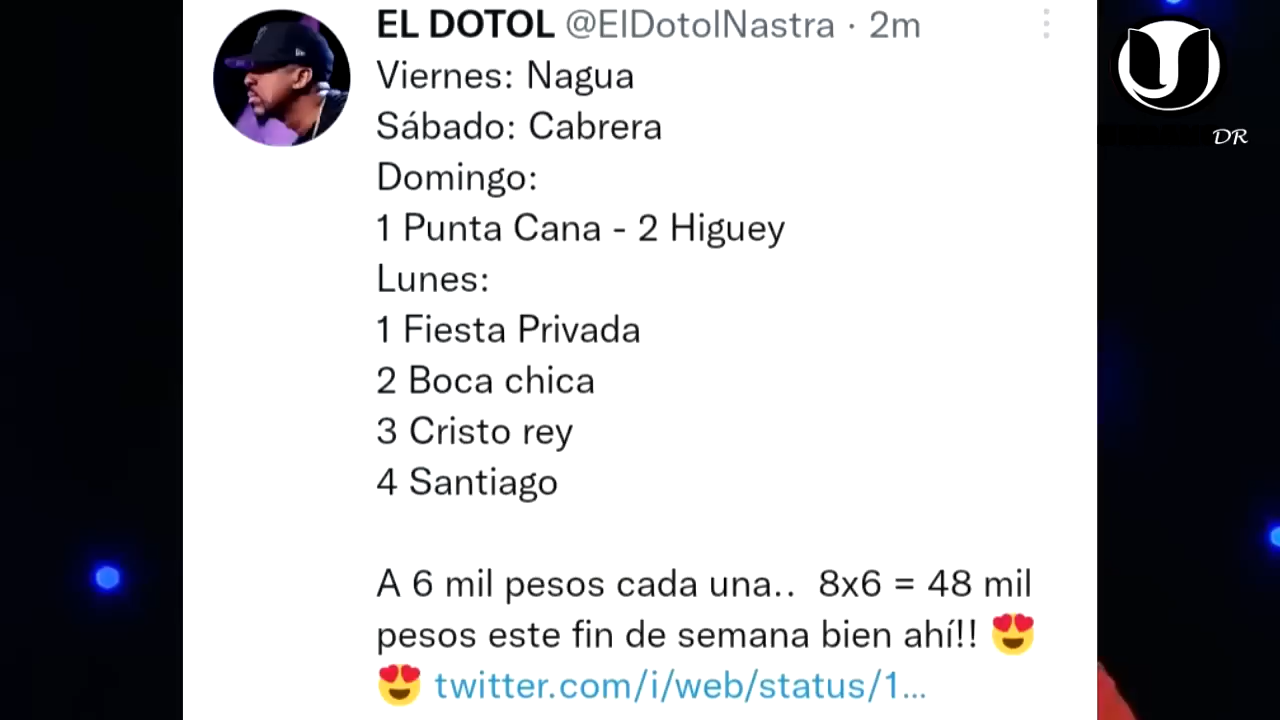 EL DOTOL @ElDotolNastra · 2m
Viernes: Nagua
Sábado: Cabrera
Domingo:
1 Punta Cana - 2 Higuey
Lunes:
1 Fiesta Privada
2 Boca chica
3 Cristo rey
4 Santiago
A 6 mil pesos cada una.. 8x6 = 48 mil
pesos este fin de semana bien ahí!! 😍
😍 twitter.com/i/web/status/1...
U
DR